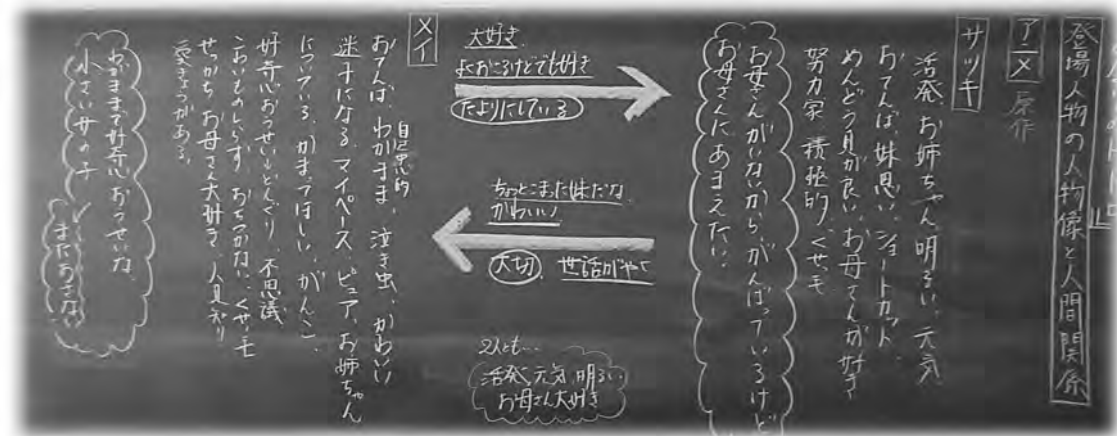 登場人物の人物像と人間関係
アニメ 原作
サツキ
活発 お姉ちゃん 明るい、元気
おてんば、妹思い、ショートカット、
めんどう見が良い、お母さんが好き
努力家 積極的、くせっ毛
お母さんがいないから、がんばっているけど
お母さんにあまえたい。
大好き
よくおこるけどでも好き
たよりにしている
ちょっとこまった妹だな
かわいい
大切、世話がやく
2人とも…
活発、元気、明るい、
お母さん大好き
メイ
自己中心的
おてんば、わがまま、泣き虫、かわいい
迷子になる、マイペース、ピュア、お姉ちゃん
についている、かまってほしい、がんこ、
好奇心おうせい、どんぐり、不思議
こわいものしらず、おちつかない、くせっ毛
せっかち、お母さん大好き、人見知り
愛きょうがある。
わがままで好奇心おうせいな
小さい女の子
まだおさない